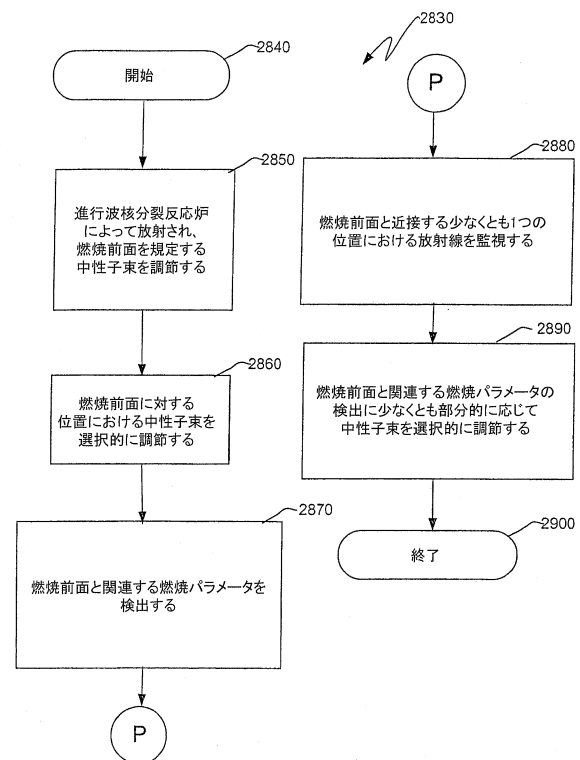 2840
開始
2850
進行波核分裂反応炉
によって放射され、
燃焼前面を規定する
中性子束を調節する
2860
燃焼前面に対する
位置における中性子束を
選択的に調節する
2870
燃焼前面と関連する燃焼パラメータを
検出する
P
2830
P
2880
燃焼前面と近接する少なくとも1つの
位置における放射線を監視する
2890
燃焼前面と関連する燃焼パラメータの
検出に少なくとも部分的に応じて
中性子束を選択的に調節する
2900
終了